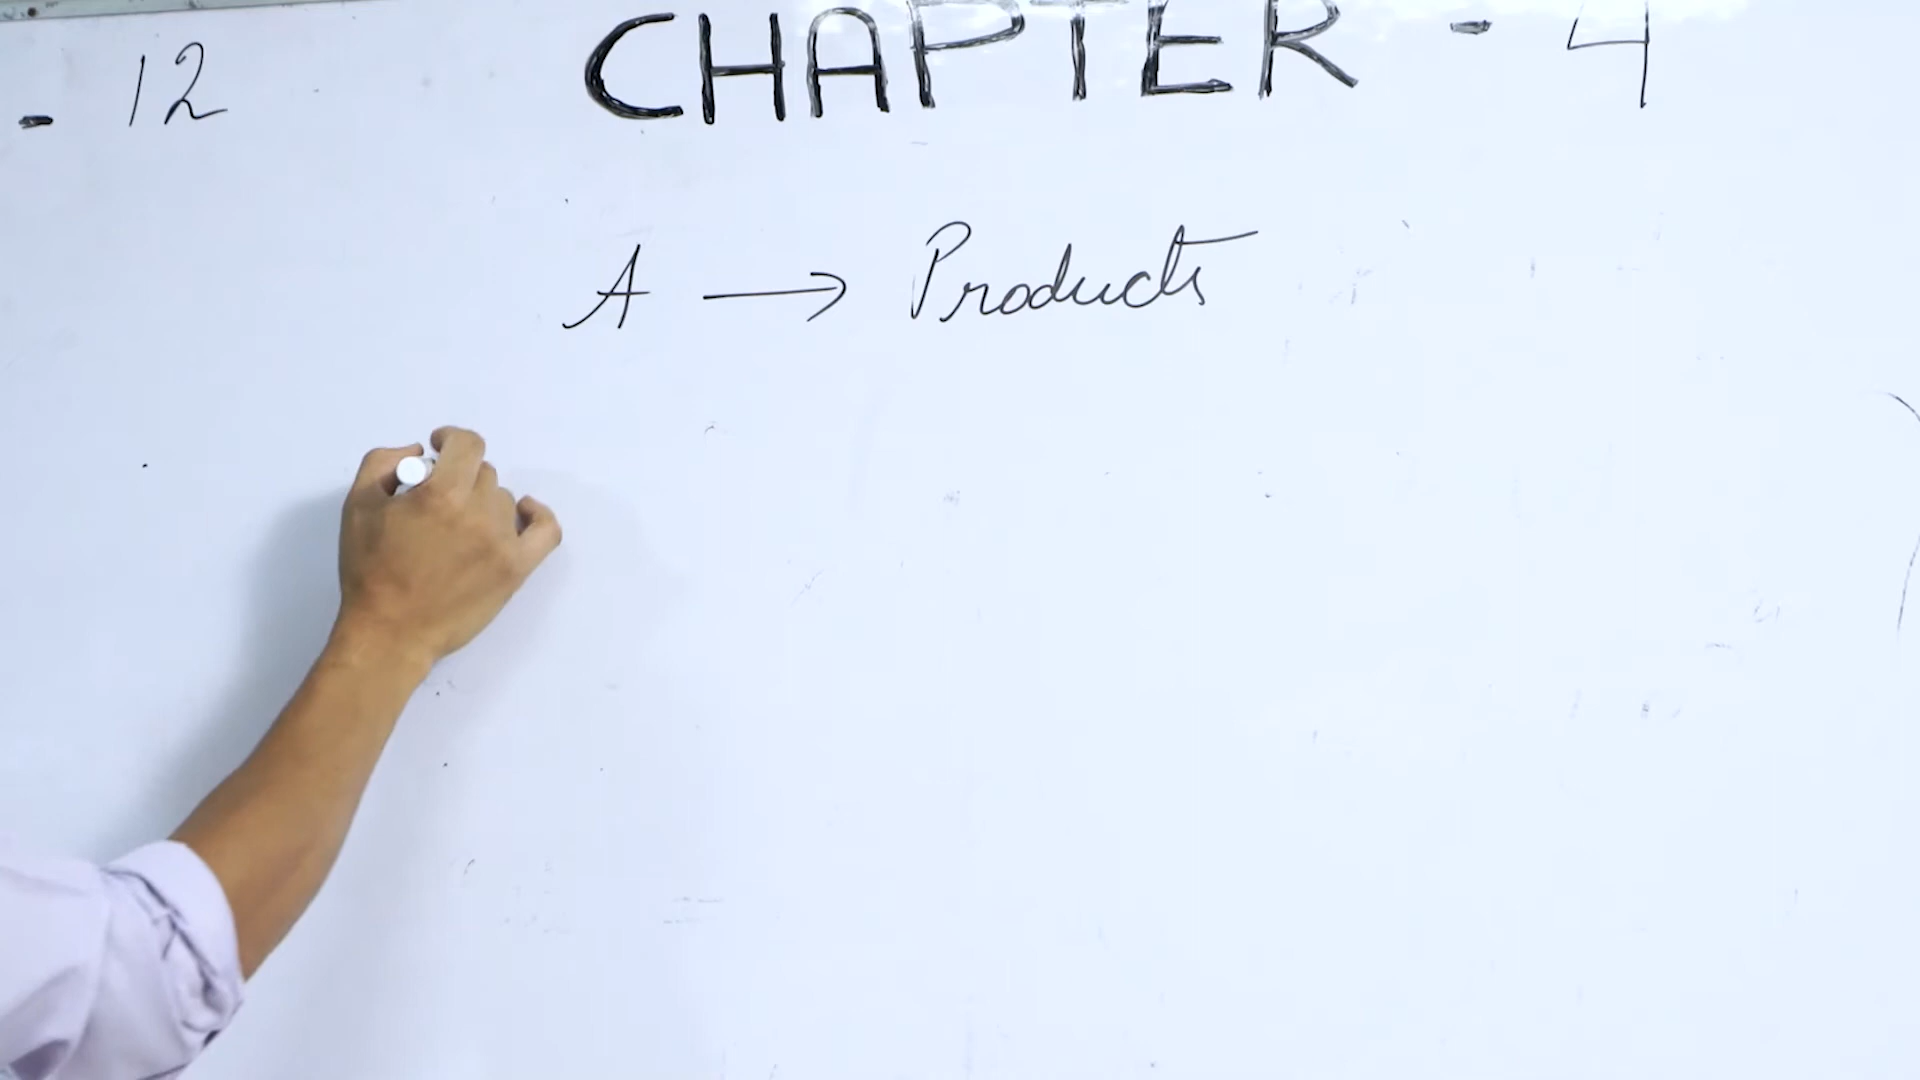 - 12 CHAPTER - 4
A → Products